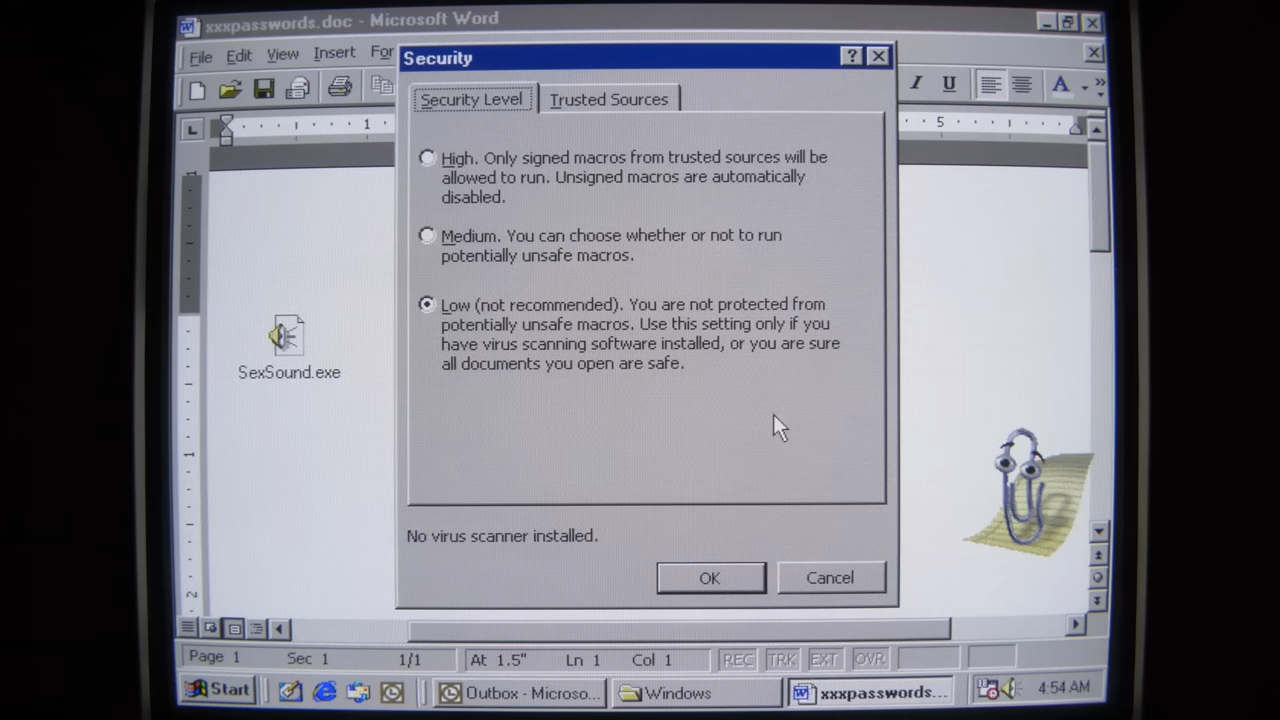 xxxpasswords.doc - Microsoft Word
File Edit View Insert For
1 5
Security
Security Level Trusted Sources
High. Only signed macros from trusted sources will be
allowed to run. Unsigned macros are automatically
disabled.
Medium. You can choose whether or not to run
potentially unsafe macros.
Low (not recommended). You are not protected from
potentially unsafe macros. Use this setting only if you
have virus scanning software installed, or you are sure
all documents you open are safe.
SexSound.exe
No virus scanner installed.
OK Cancel
1
2
Page 1 Sec 1 1/1 At 1.5" Ln 1 Col 1 REC TRK EXT OVR
Start Outbox - Microso... Windows xxxpasswords... 4:54 AM